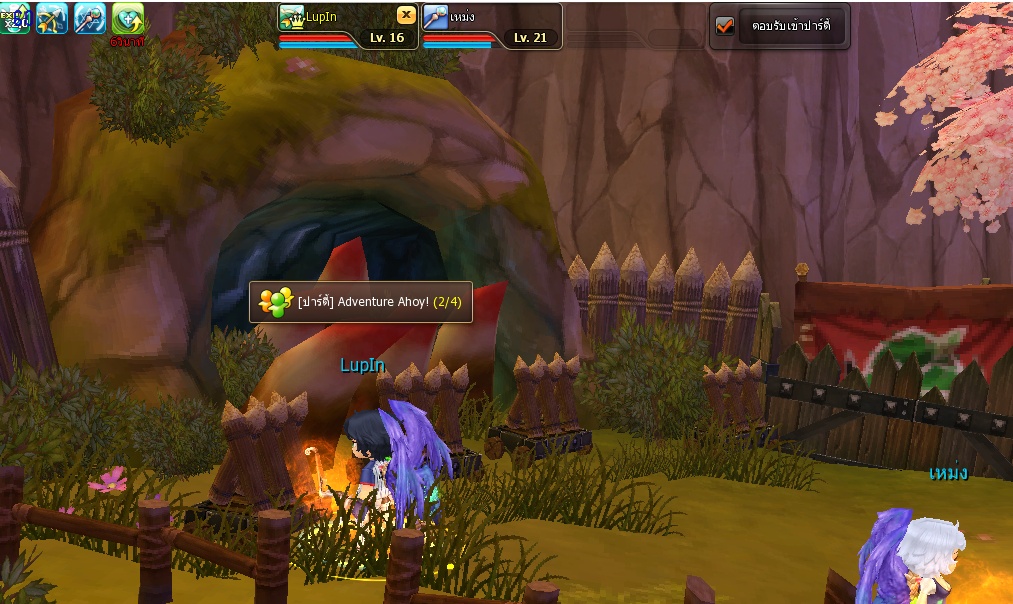 LupIn
เหม่ง
Lv. 16
Lv. 21
ตอบรับเข้าปาร์ตี้
[ปาร์ตี้] Adventure Ahoy! (2/4)
LupIn
เหม่ง